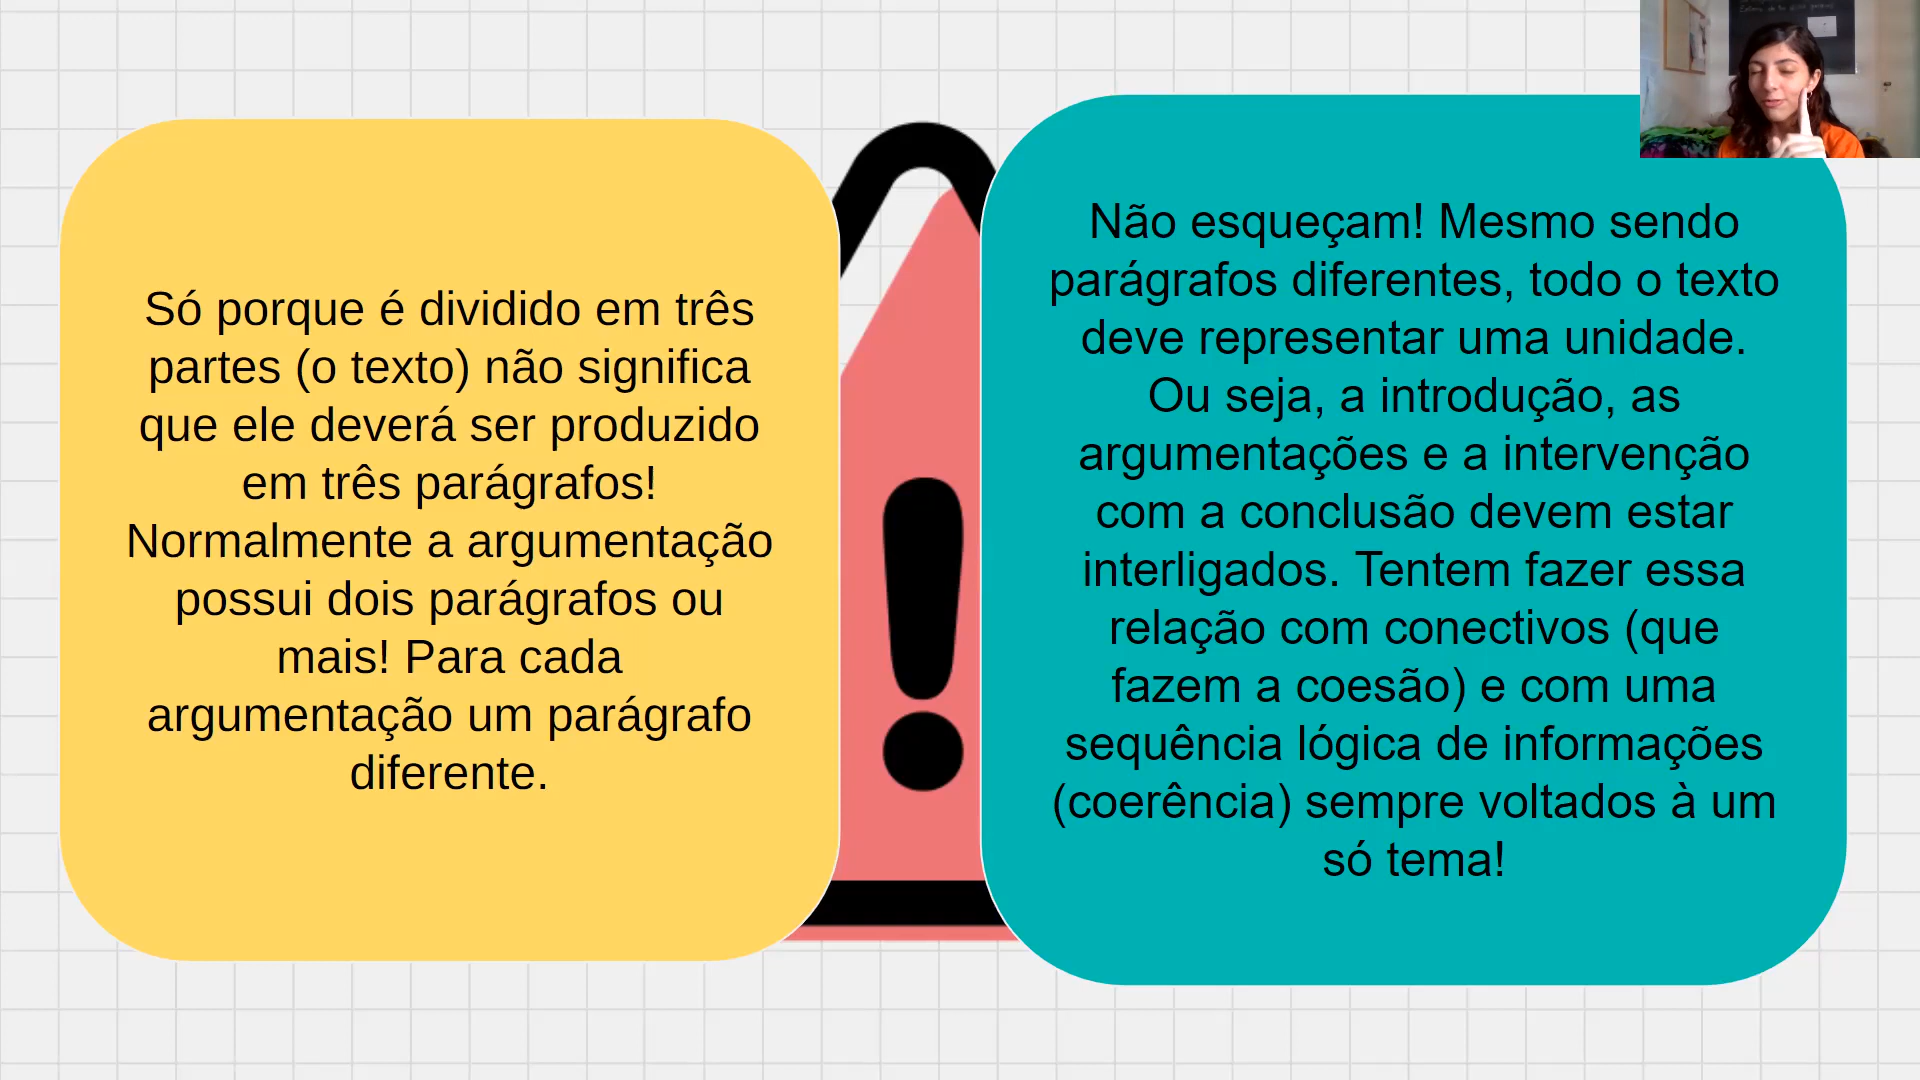 Só porque é dividido em três
partes (o texto) não significa
que ele deverá ser produzido
em três parágrafos!
Normalmente a argumentação
possui dois parágrafos ou
mais! Para cada
argumentação um parágrafo
diferente.
Não esqueçam! Mesmo sendo
parágrafos diferentes, todo o texto
deve representar uma unidade.
Ou seja, a introdução, as
argumentações e a intervenção
com a conclusão devem estar
interligados. Tentem fazer essa
relação com conectivos (que
fazem a coesão) e com uma
sequência lógica de informações
(coerência) sempre voltados à um
só tema!